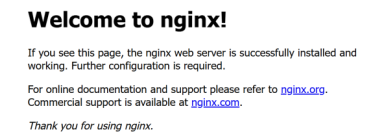 Welcome to nginx!
If you see this page, the nginx web server is successfully installed and
working. Further configuration is required.
For online documentation and support please refer to nginx.org.
Commercial support is available at nginx.com.
Thank you for using nginx.